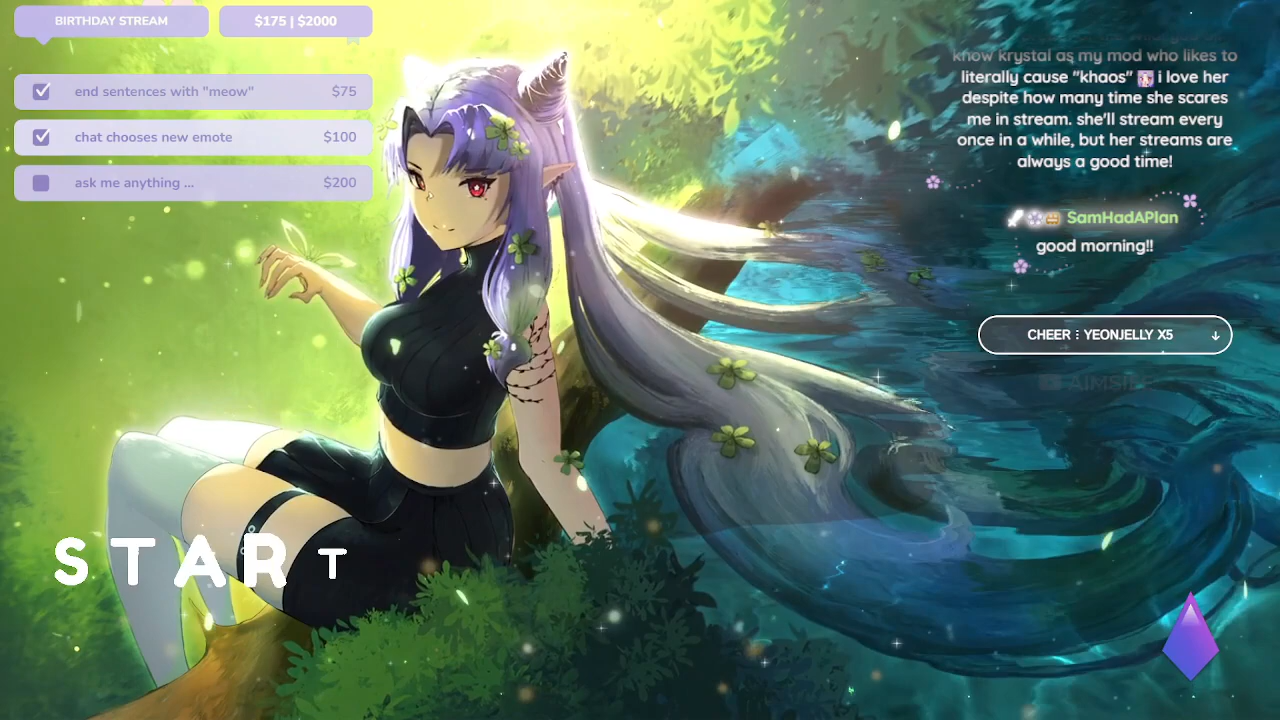 BIRTHDAY STREAM
$175 | $2000
end sentences with "meow" $75
chat chooses new emote $100
ask me anything ... $200
know krystal as my mod who likes to
literally cause "khaos" i love her
despite how many time she scares
me in stream. she'll stream every
once in a while, but her streams are
always a good time!
SamHadAPlan
good morning!!
CHEER : YEONJELLY X5
START